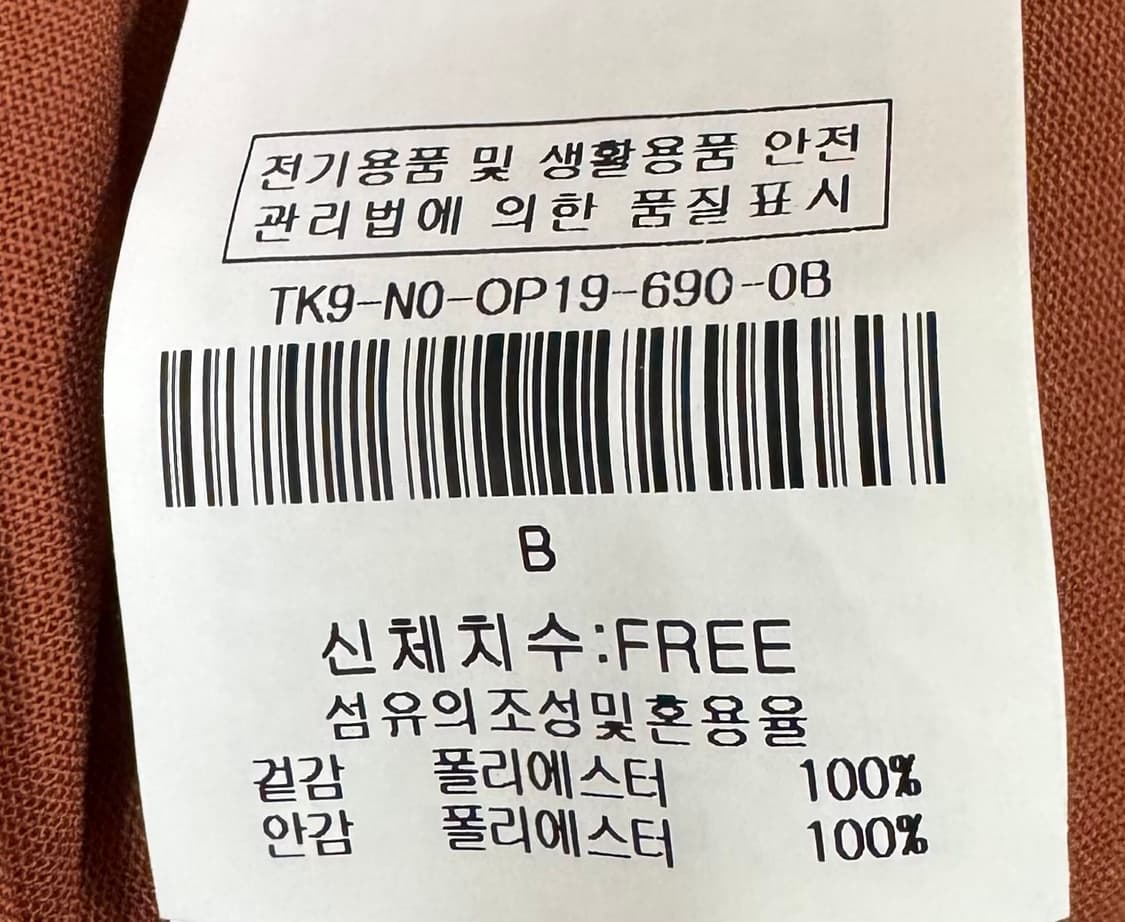 전기용품 및 생활용품 안전
관리법에 의한 품질표시
TK9-N0-OP19-690-0B
B
신체치수:FREE
섬유의조성및혼용율
겉감 폴리에스터 100%
안감 폴리에스터 100%